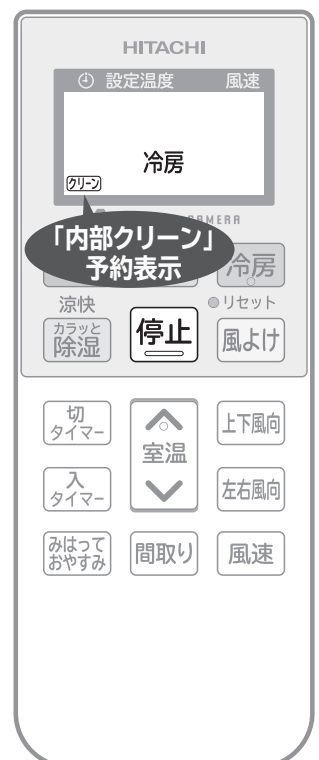 HITACHI
設定温度 風速
冷房
クリーン
「内部クリーン」
予約表示
冷房
涼快 リセット
カラッと
除湿
停止
風よけ
切
タイマー
室温
上下風向
入
タイマー
左右風向
みはって
おやすみ
間取り
風速